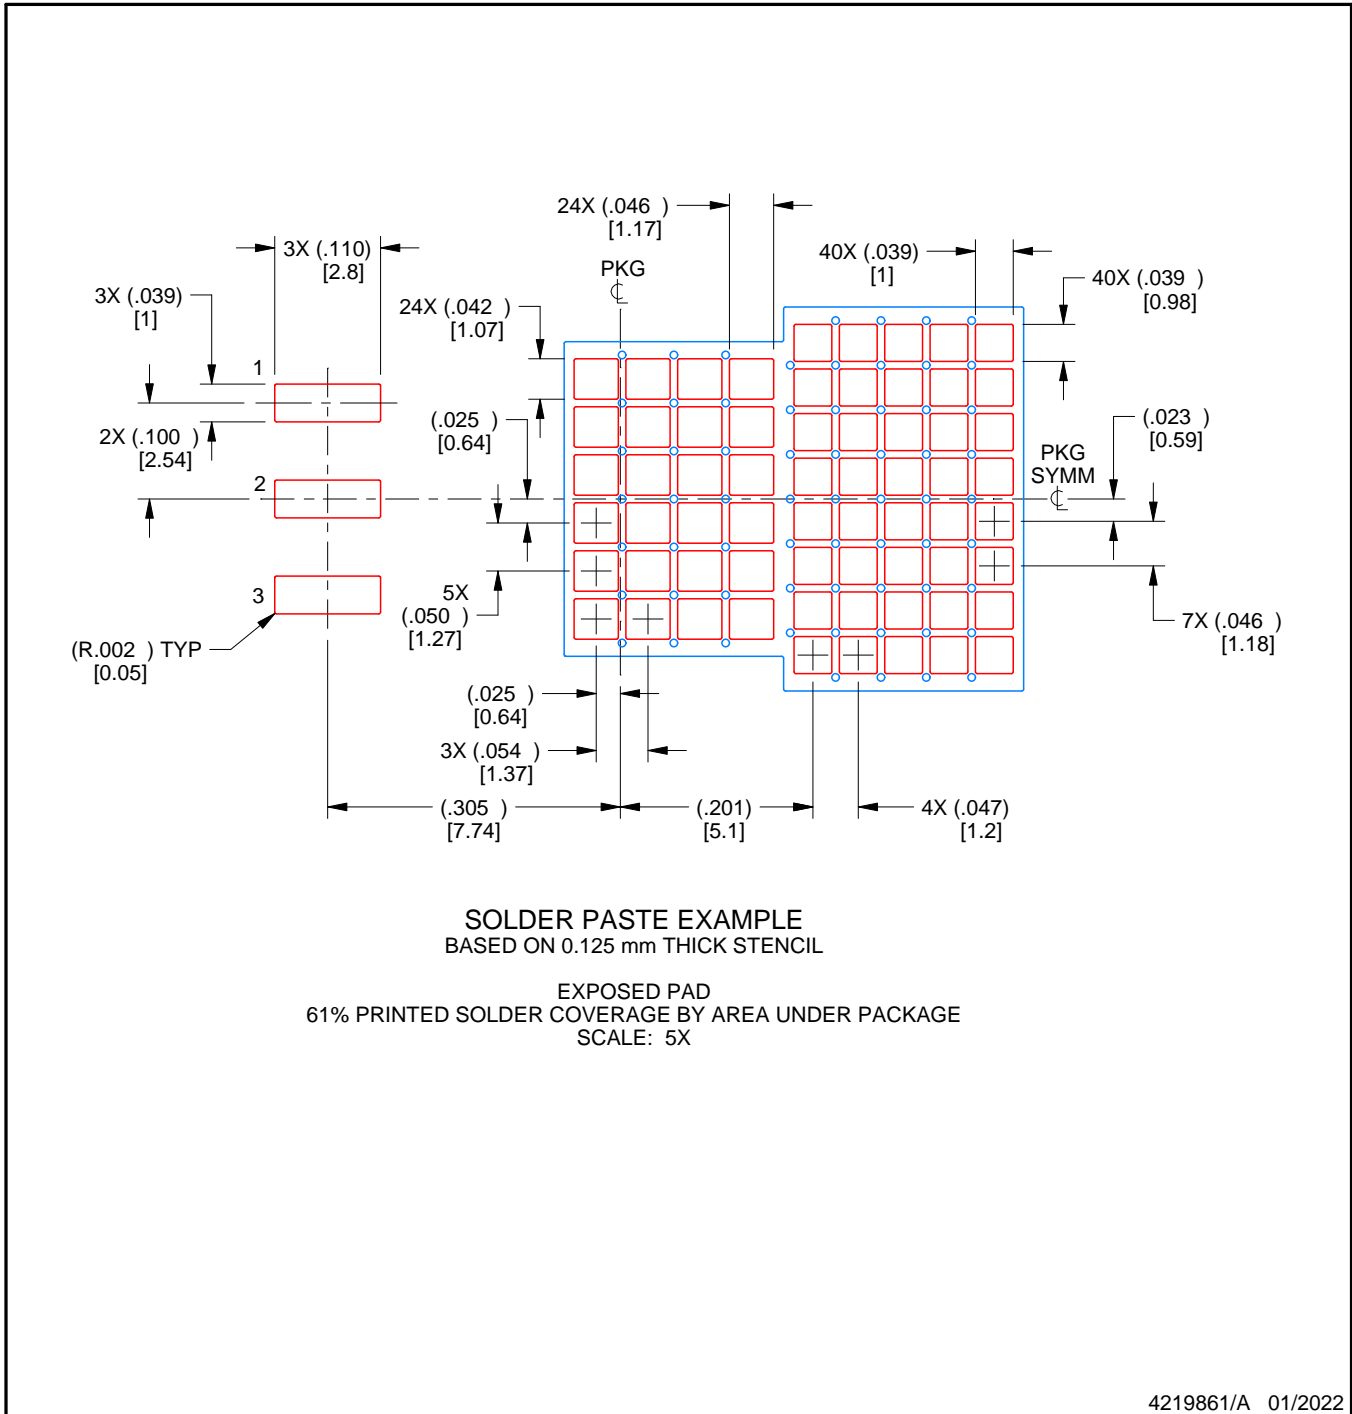 24X (.046 )
[1.17]
3X (.110)
[2.8]
40X (.039)
[1]
PKG
3X (.039)
[1]
24X (.042 )
[1.07]
40X (.039 )
[0.98]
1
(.025 )
[0.64]
(.023 )
[0.59]
2X (.100 )
[2.54]
PKG
SYMM
2
5X
(.050 )
[1.27]
3
7X (.046 )
[1.18]
(R.002 ) TYP
[0.05]
(.025 )
[0.64]
3X (.054 )
[1.37]
(.305 )
[7.74]
(.201)
[5.1]
4X (.047)
[1.2]
SOLDER PASTE EXAMPLE
BASED ON 0.125 mm THICK STENCIL
EXPOSED PAD
61% PRINTED SOLDER COVERAGE BY AREA UNDER PACKAGE
SCALE: 5X
4219861/A 01/2022